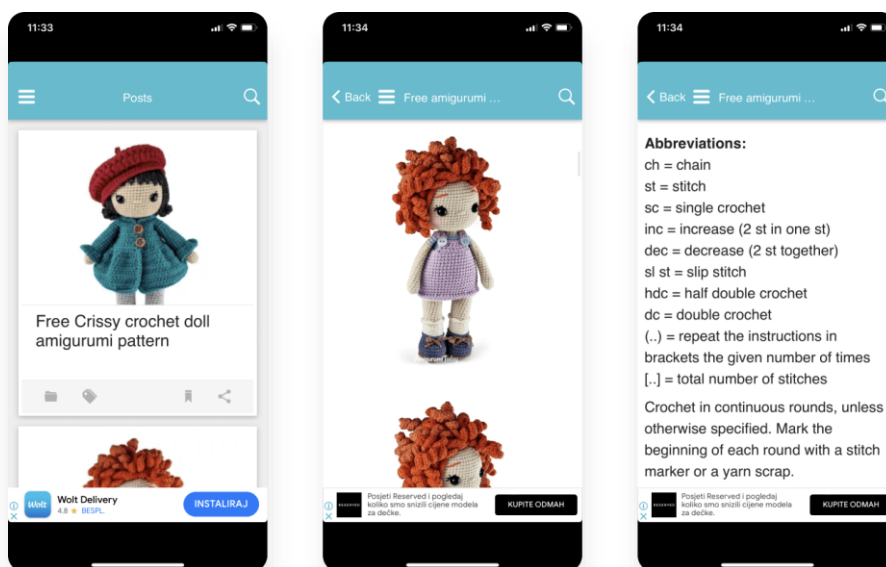 11:33
Posts
Free Crissy crochet doll
amigurumi pattern
Wolt
Wolt Delivery
4.8 ★ BESPL.
INSTALIRAJ
11:34
Back
Free amigurumi ...
AmigurumiToday
RESERVED
Posjeti Reserved i pogledaj
koliko smo snizili cijene modela
za dečke.
KUPITE ODMAH
11:34
Back
Free amigurumi ...
Abbreviations:
ch = chain
st = stitch
sc = single crochet
inc = increase (2 st in one st)
dec = decrease (2 st together)
sl st = slip stitch
hdc = half double crochet
dc = double crochet
(..) = repeat the instructions in
brackets the given number of times
[..] = total number of stitches
Crochet in continuous rounds, unless
otherwise specified. Mark the
beginning of each round with a stitch
marker or a yarn scrap.
RESERVED
Posjeti Reserved i pogledaj
koliko smo snizili cijene modela
za dečke.
KUPITE ODMAH